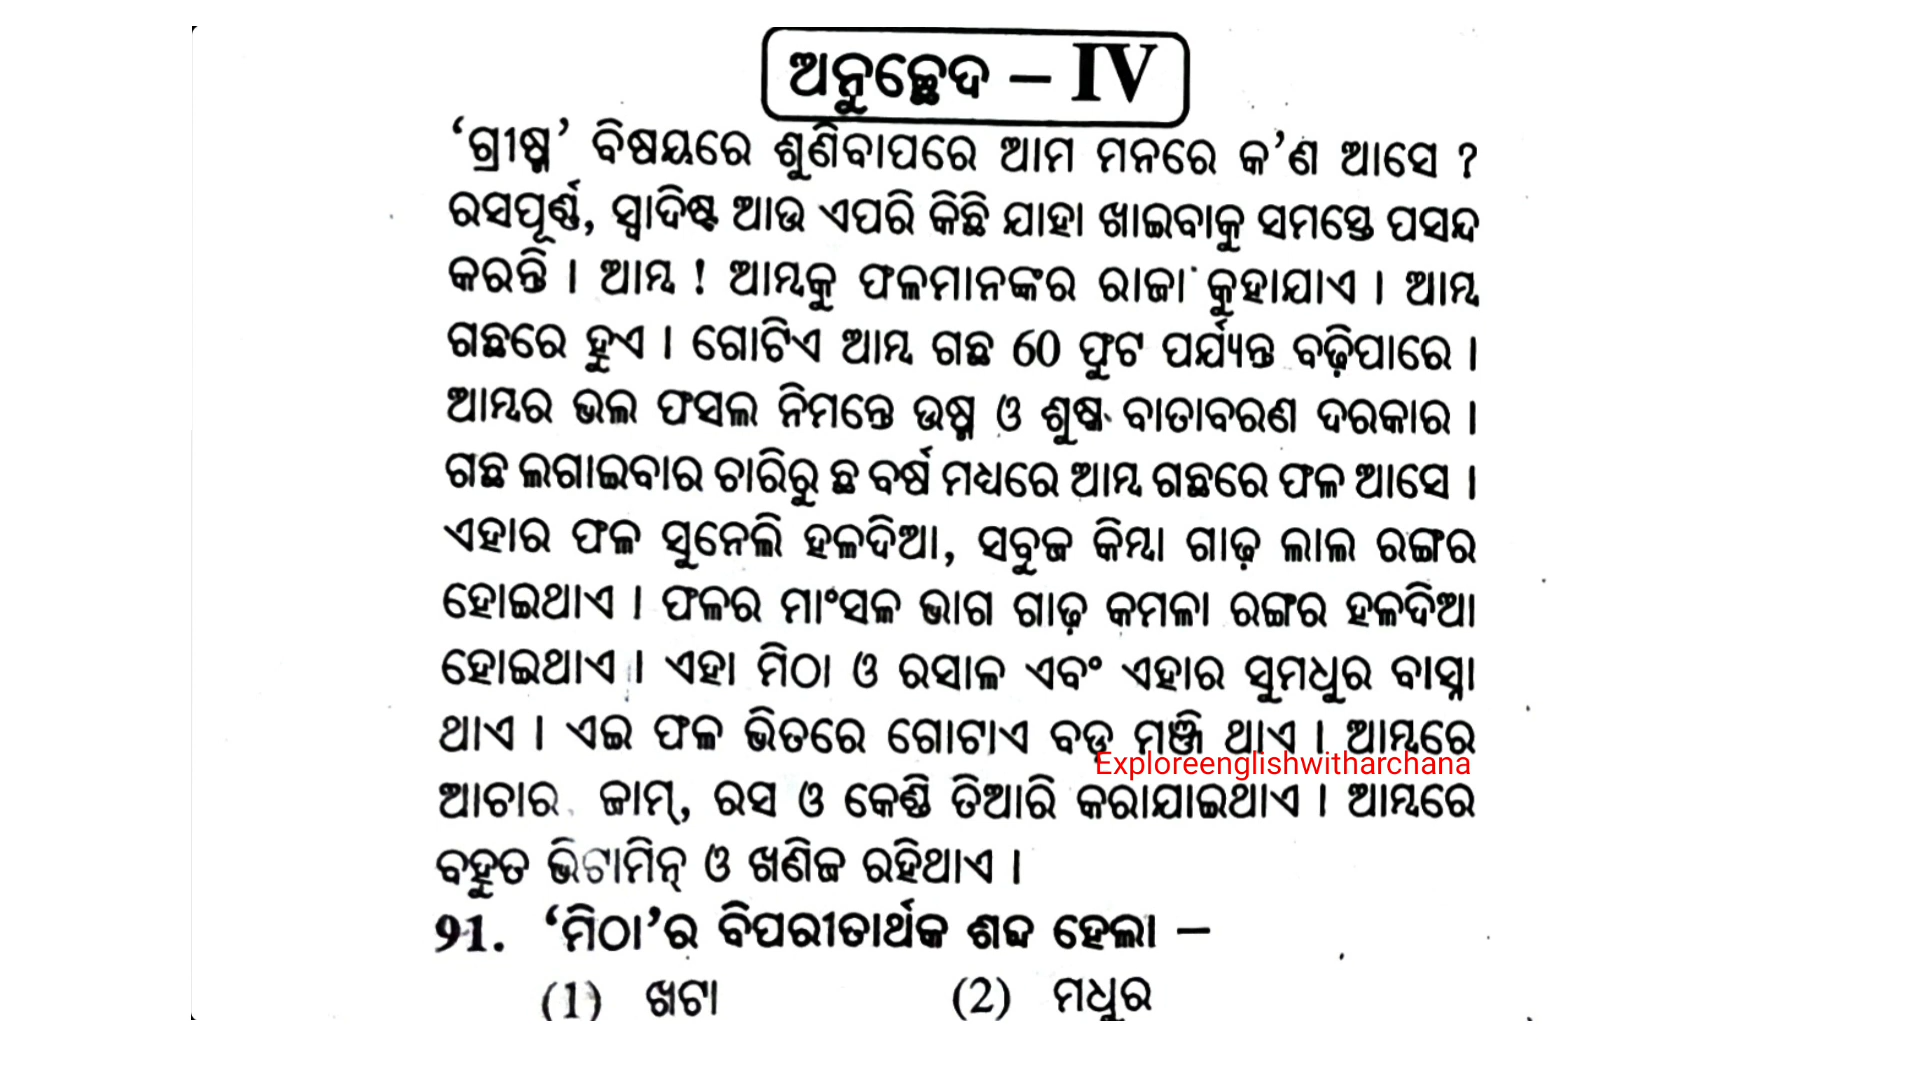 ଅନୁଚ୍ଛେଦ – IV
‘ଗ୍ରୀଷ୍ମ’ ବିଷୟରେ ଶୁଣିବାପରେ ଆମ ମନରେ କ’ଣ ଆସେ ?
ରସପୂର୍ଣ୍ଣ, ସ୍ୱାଦିଷ୍ଟ ଆଉ ଏପରି କିଛି ଯାହା ଖାଇବାକୁ ସମସ୍ତେ ପସନ୍ଦ
କରନ୍ତି । ଆମ୍ବ ! ଆମ୍ବକୁ ଫଳମାନଙ୍କର ରାଜା କୁହାଯାଏ । ଆମ୍ବ
ଗଛରେ ହୁଏ । ଗୋଟିଏ ଆମ୍ବ ଗଛ 60 ଫୁଟ ପର୍ଯ୍ୟନ୍ତ ବଢ଼ିପାରେ ।
ଆମ୍ବର ଭଲ ଫସଲ ନିମନ୍ତେ ଉଷ୍ମ ଓ ଶୁଷ୍କ ବାତାବରଣ ଦରକାର ।
ଗଛ ଲଗାଇବାର ଚାରିରୁ ଛ ବର୍ଷ ମଧ୍ୟରେ ଆମ୍ବ ଗଛରେ ଫଳ ଆସେ ।
ଏହାର ଫଳ ସୁନେଲି ହଳଦିଆ, ସବୁଜ କିମ୍ବା ଗାଢ଼ ଲାଲ ରଙ୍ଗର
ହୋଇଥାଏ । ଫଳର ମାଂସଳ ଭାଗ ଗାଢ଼ କମଳା ରଙ୍ଗର ହଳଦିଆ
ହୋଇଥାଏ । ଏହା ମିଠା ଓ ରସାଳ ଏବଂ ଏହାର ସୁମଧୁର ବାସ୍ନା
ଥାଏ । ଏଇ ଫଳ ଭିତରେ ଗୋଟାଏ ବଡ଼ ମଞ୍ଜି ଥାଏ । ଆମ୍ବରେ
Exploreenglishwitharchana
ଆଚାର ଜାମ୍, ରସ ଓ କେଣ୍ଡି ତିଆରି କରାଯାଇଥାଏ । ଆମ୍ବରେ
ବହୁତ ଭିଟାମିନ୍ ଓ ଖଣିଜ ରହିଥାଏ ।
91. ‘ମିଠା’ର ବିପରୀତାର୍ଥକ ଶବ୍ଦ ହେଲା –
(1) ଖଟା (2) ମଧୁର